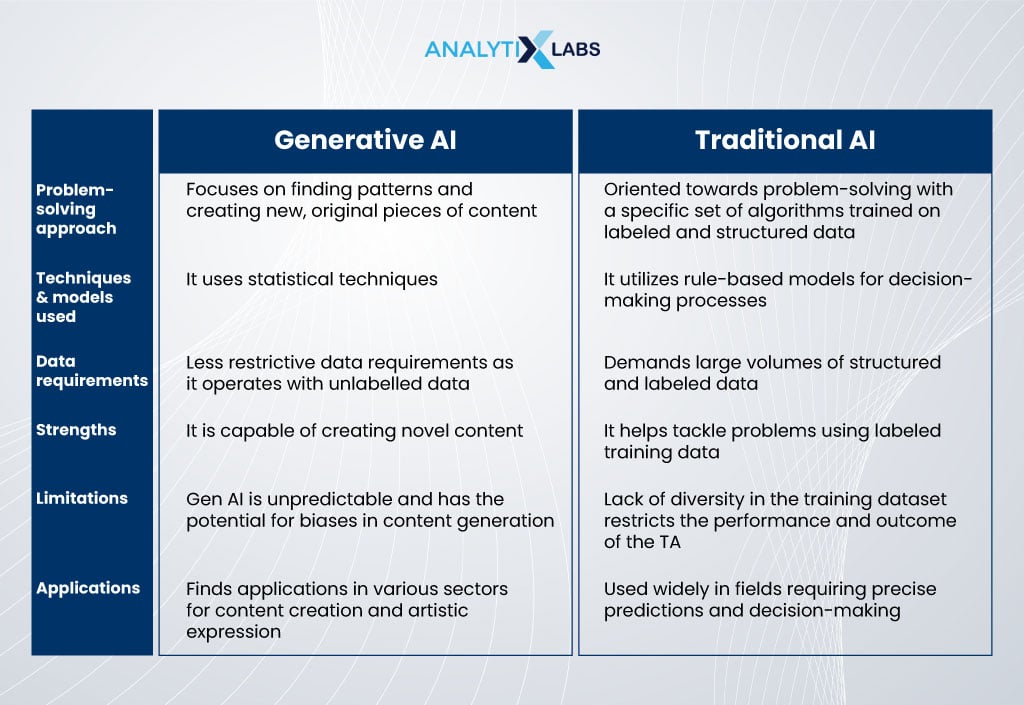 ANALYTIX LABS
Generative AI
Traditional AI
Problem-
solving
approach
Focuses on finding patterns and
creating new, original pieces of content
Oriented towards problem-solving with
a specific set of algorithms trained on
labeled and structured data
Techniques
& models
used
It uses statistical techniques
It utilizes rule-based models for decision-
making processes
Data
requirements
Less restrictive data requirements as
it operates with unlabelled data
Demands large volumes of structured
and labeled data
Strengths
It is capable of creating novel content
It helps tackle problems using labeled
training data
Limitations
Gen AI is unpredictable and has the
potential for biases in content generation
Lack of diversity in the training dataset
restricts the performance and outcome
of the TA
Applications
Finds applications in various sectors
for content creation and artistic
expression
Used widely in fields requiring precise
predictions and decision-making